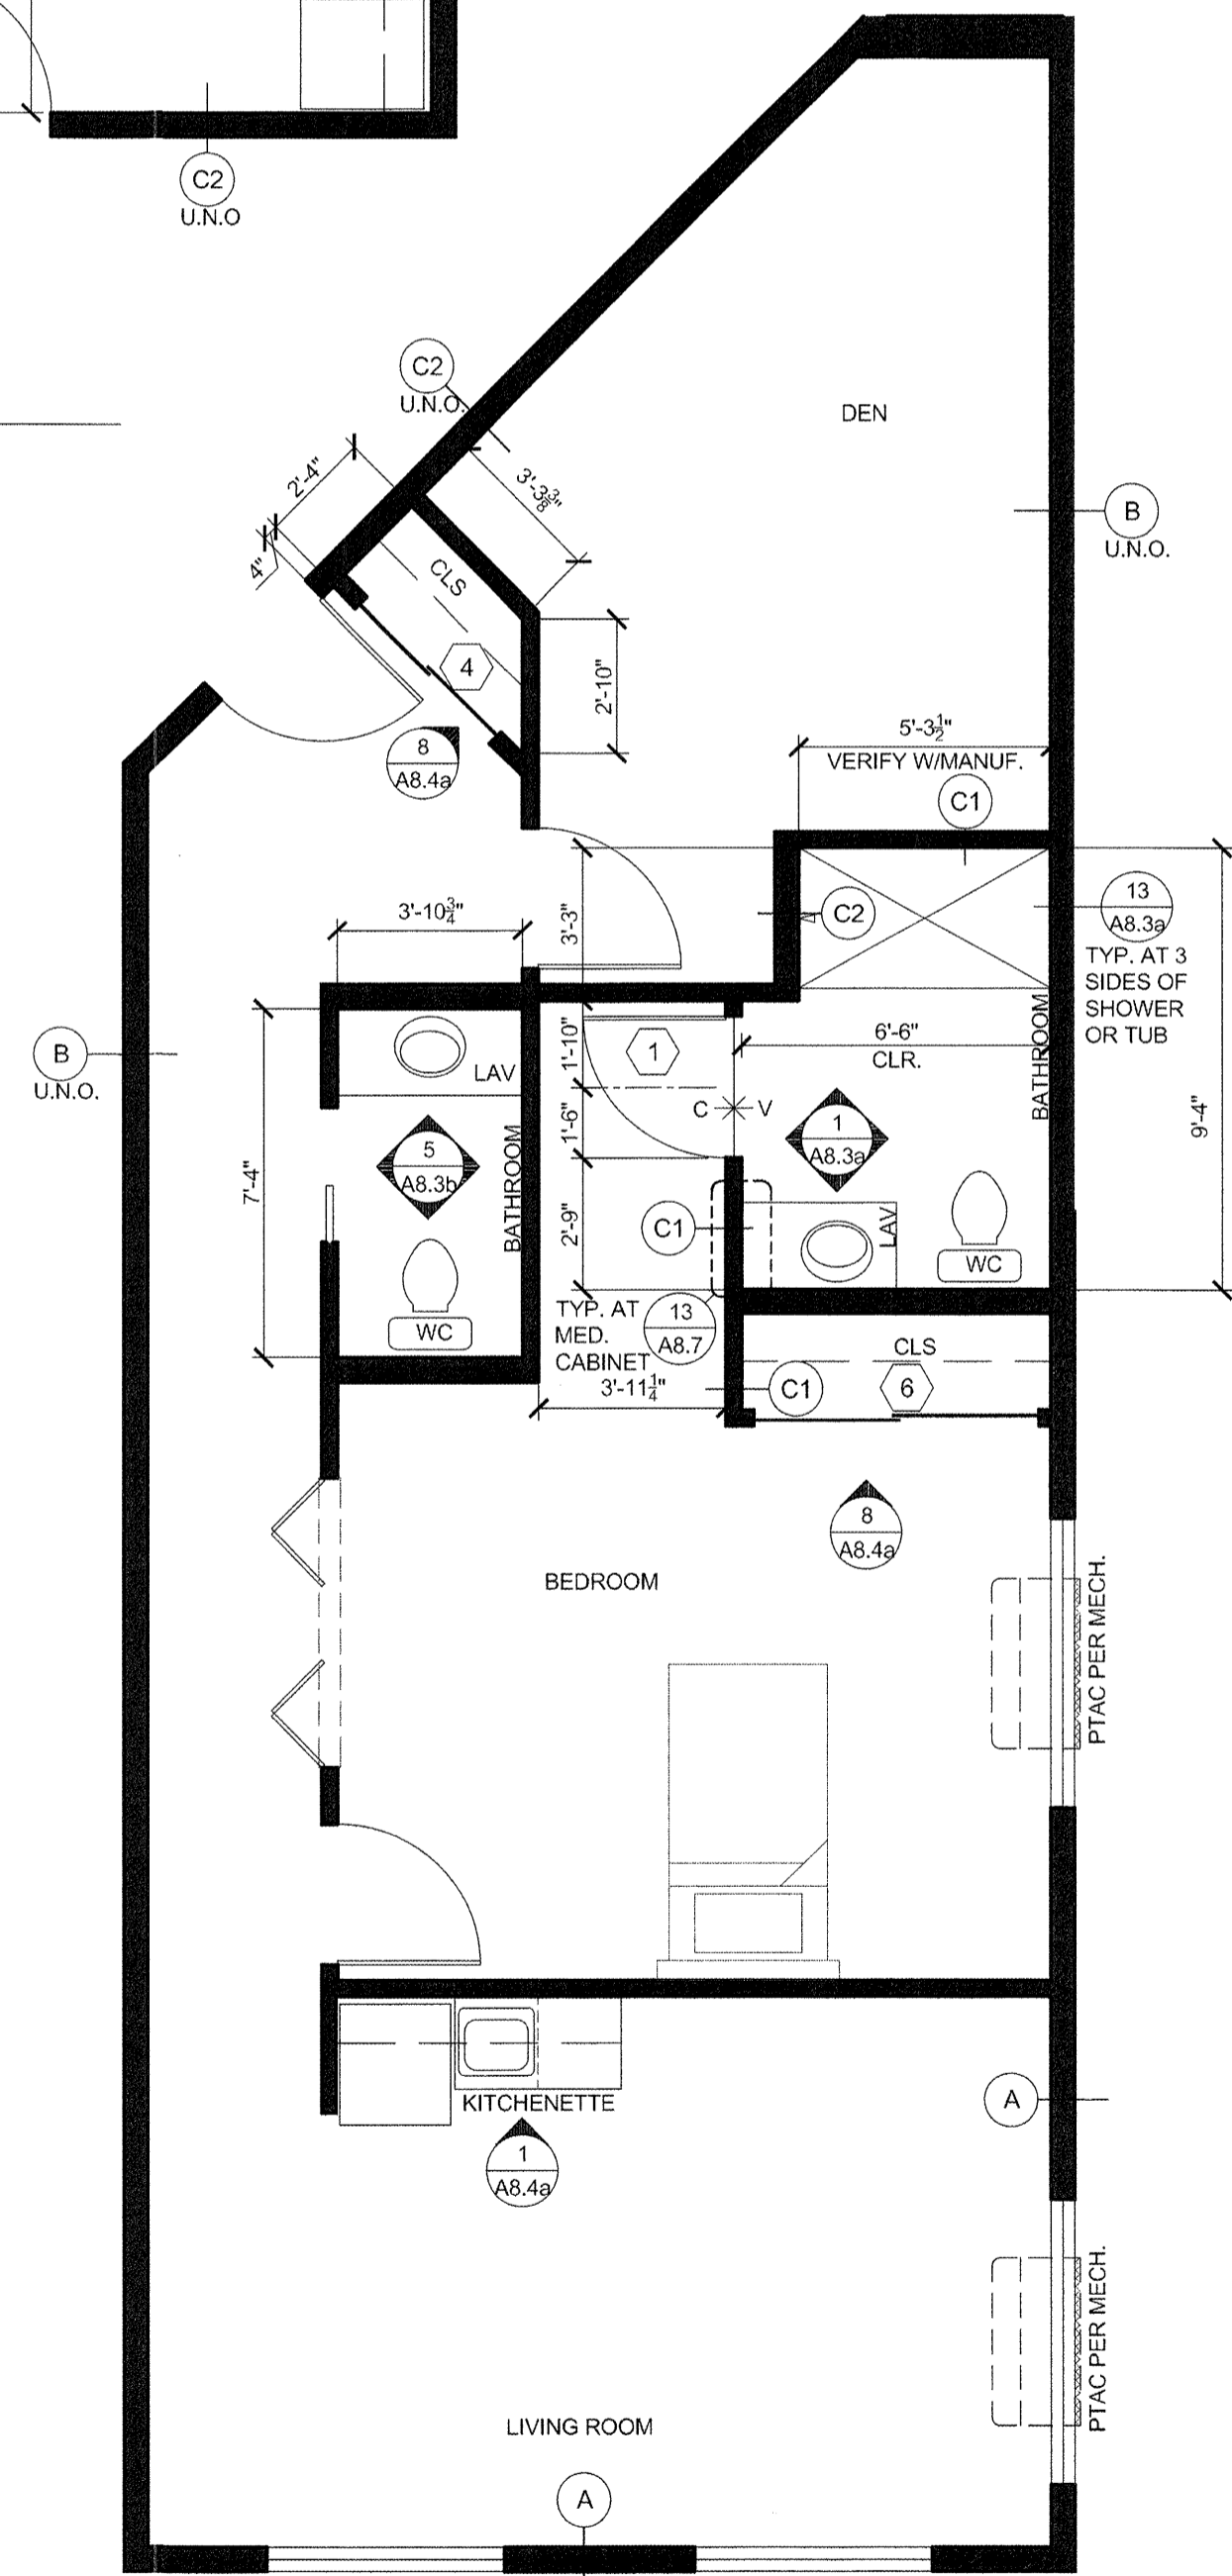 C2
U.N.O
C2
U.N.O.
DEN
2'-4"
3'-3 3/8"
4"
CLS
B
U.N.O.
4
2'-10"
8
A8.4a
5'-3 1/2"
VERIFY W/MANUF.
C1
3'-10 3/4"
3'-3"
C2
13
A8.3a
TYP. AT 3
SIDES OF
SHOWER
OR TUB
B
U.N.O.
LAV
1'-10"
1
6'-6"
CLR.
BATHROOM
C
V
1'-6"
1
A8.3a
9'-4"
7'-4"
5
A8.3b
BATHROOM
2'-9"
C1
LAV
WC
WC
TYP. AT
MED.
CABINET
13
A8.7
3'-11 1/4"
CLS
C1
6
8
A8.4a
BEDROOM
PTAC PER MECH.
KITCHENETTE
1
A8.4a
A
PTAC PER MECH.
LIVING ROOM
A